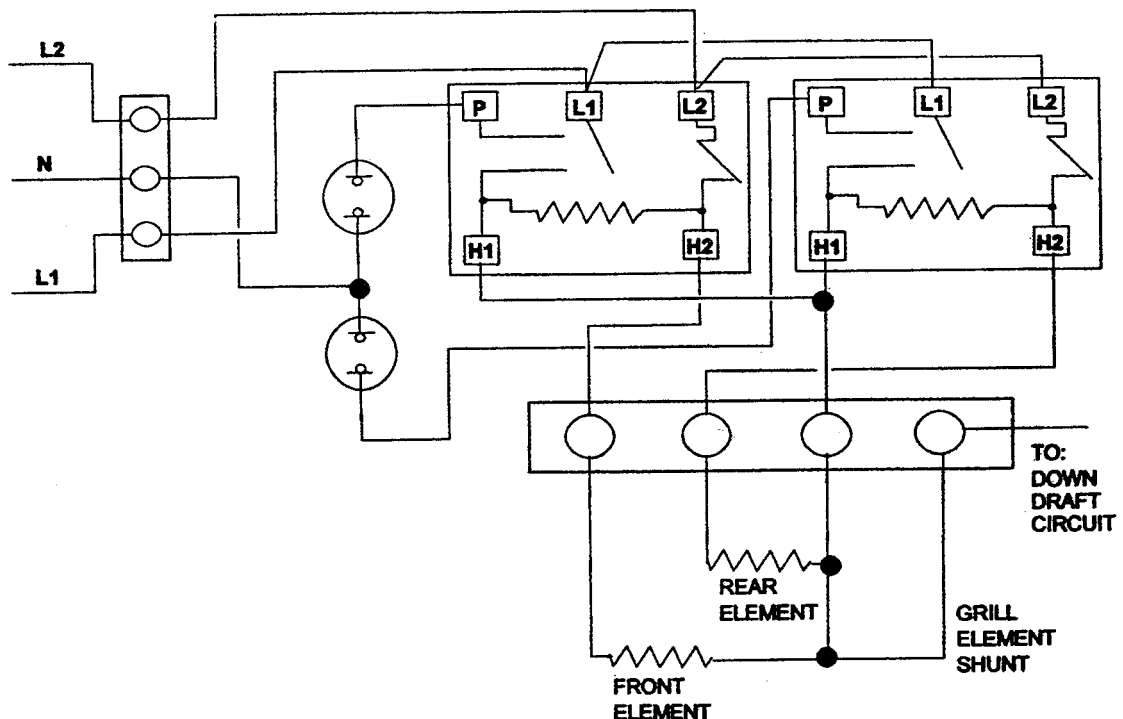 L2
N
L1
P
L1
L2
H1
H2
P
L1
L2
H1
H2
TO:
DOWN
DRAFT
CIRCUIT
REAR
ELEMENT
GRILL
ELEMENT
SHUNT
FRONT
ELEMENT